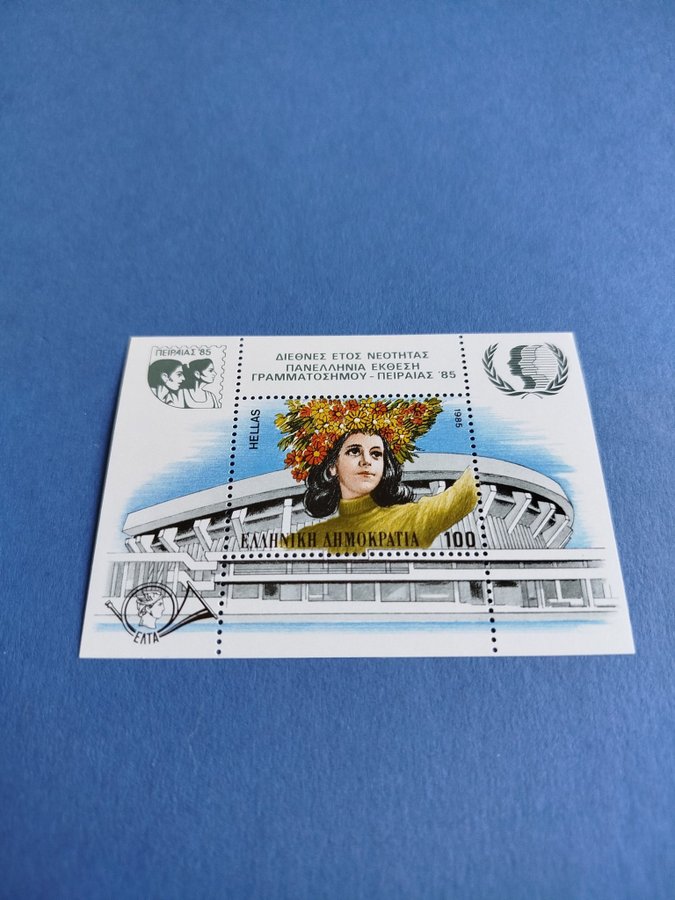 ΠΕΙΡΑΙΑΣ '85
ΔΙΕΘΝΕΣ ΕΤΟΣ ΝΕΟΤΗΤΑΣ
ΠΑΝΕΛΛΗΝΙΑ ΕΚΘΕΣΗ
ΓΡΑΜΜΑΤΟΣΗΜΟΥ - ΠΕΙΡΑΙΑΣ '85
HELLAS
1985
ΕΛΛΗΝΙΚΗ ΔΗΜΟΚΡΑΤΙΑ 100
ΕΛΤΑ